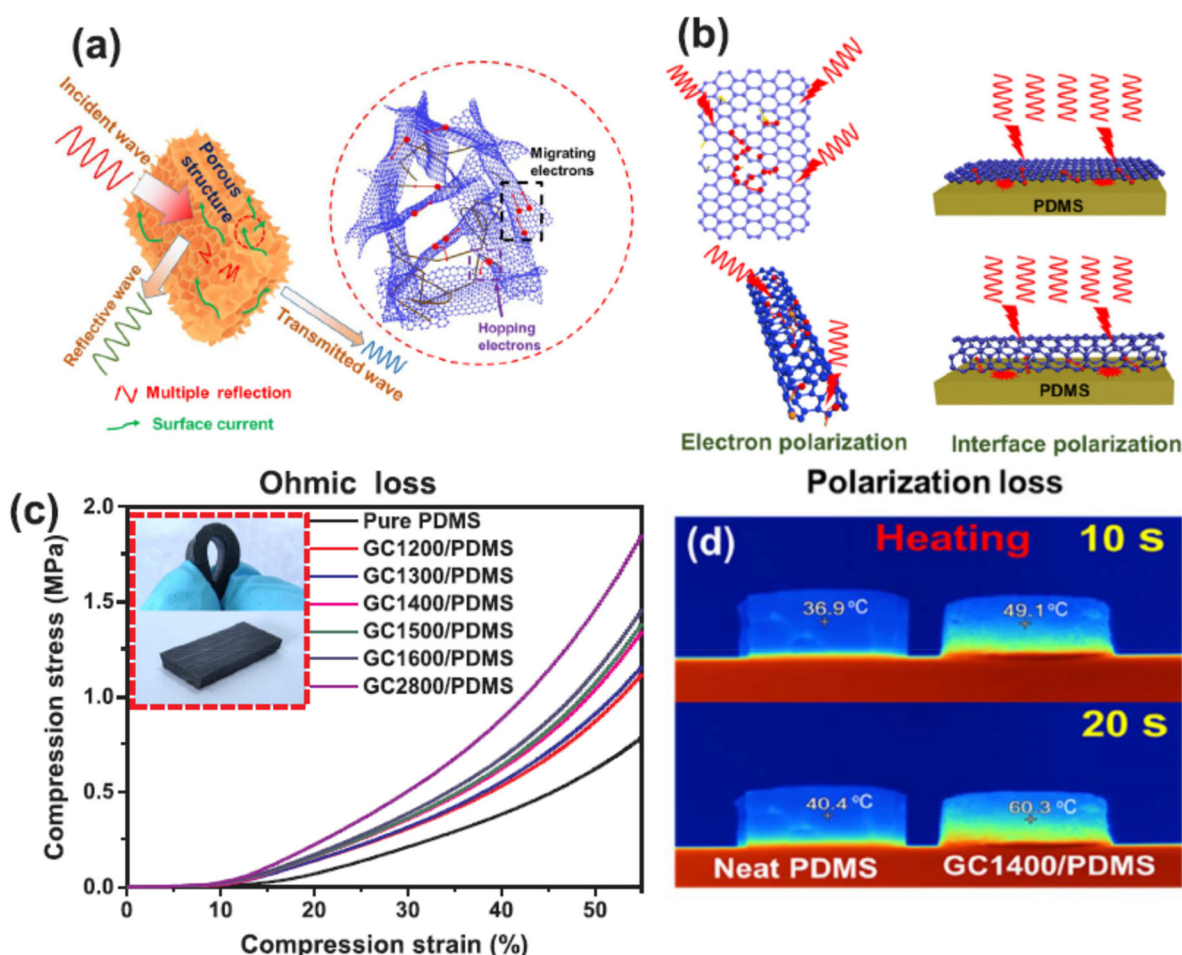 (a)
Incident wave
Porous
structure
Migrating
electrons
Hopping
electrons
Reflective wave
Transmitted wave
Multiple reflection
Surface current
Ohmic loss
(b)
PDMS
PDMS
Electron polarization
Interface polarization
Polarization loss
(c)
Compression stress (MPa)
2.0
1.5
1.0
0.5
0.0
Pure PDMS
GC1200/PDMS
GC1300/PDMS
GC1400/PDMS
GC1500/PDMS
GC1600/PDMS
GC2800/PDMS
0
10
20
30
40
50
Compression strain (%)
(d)
Heating
10 s
36.9 ºC
49.1 ºC
20 s
40.4 ºC
60.3 ºC
Neat PDMS
GC1400/PDMS